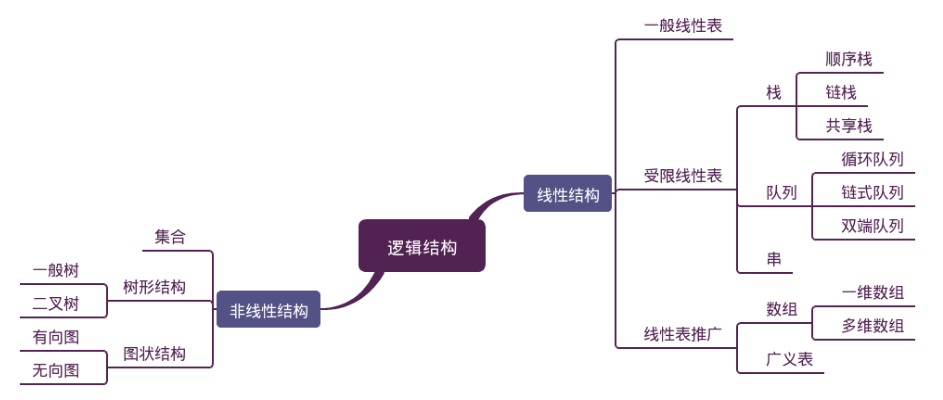 逻辑结构
线性结构
一般线性表
受限线性表
栈
顺序栈
链栈
共享栈
队列
循环队列
链式队列
双端队列
串
线性表推广
数组
一维数组
多维数组
广义表
非线性结构
集合
树形结构
一般树
二叉树
图状结构
有向图
无向图